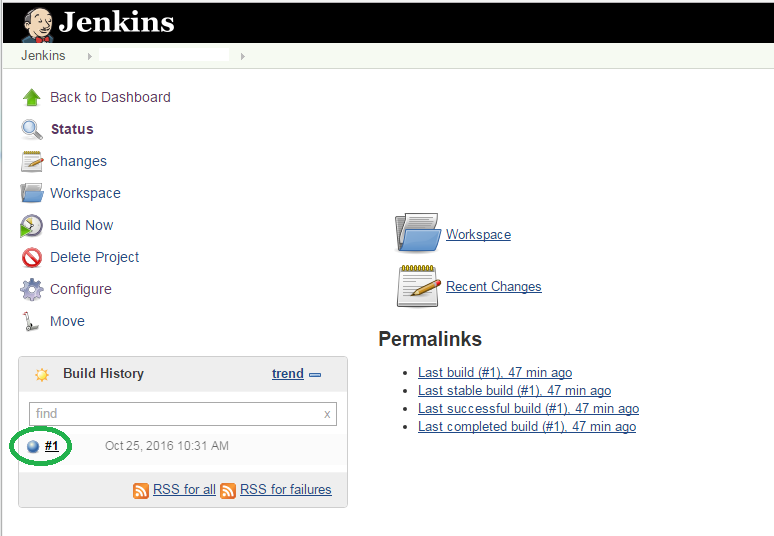 Jenkins
Jenkins
Back to Dashboard
Status
Changes
Workspace
Build Now
Delete Project
Configure
Move
Build History trend
find x
#1 Oct 25, 2016 10:31 AM
RSS for all RSS for failures
Workspace
Recent Changes
Permalinks
Last build (#1), 47 min ago
Last stable build (#1), 47 min ago
Last successful build (#1), 47 min ago
Last completed build (#1), 47 min ago